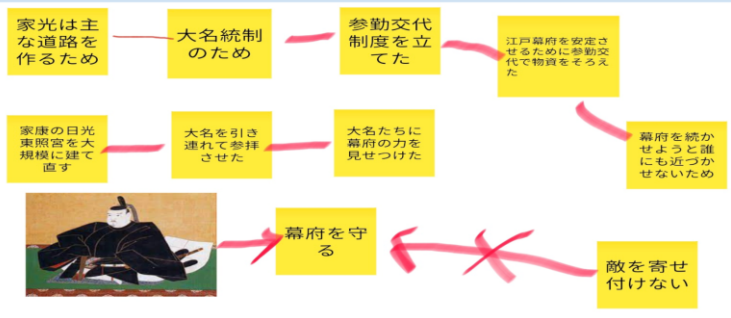 家光は主
な道路を
作るため
大名統制
のため
参勤交代
制度を立
てた
江戸幕府を安定さ
せるために参勤交
代で物資をそろえ
た
家康の日光
東照宮を大
規模に建て
直す
大名を引き
連れて参拝
させた
大名たちに
幕府の力を
見せつけた
幕府を続か
せようと誰
にも近づか
せないため
幕府を守
る
敵を寄せ
付けない